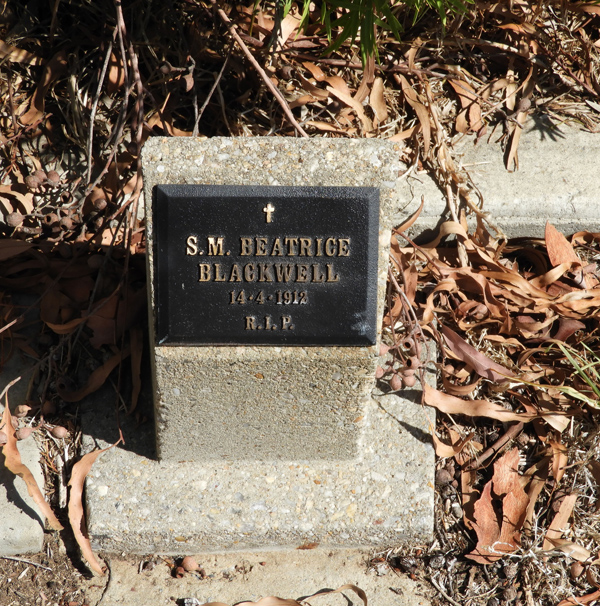 S.M. BEATRICE
BLACKWELL
14·4·1912
R.I.P.